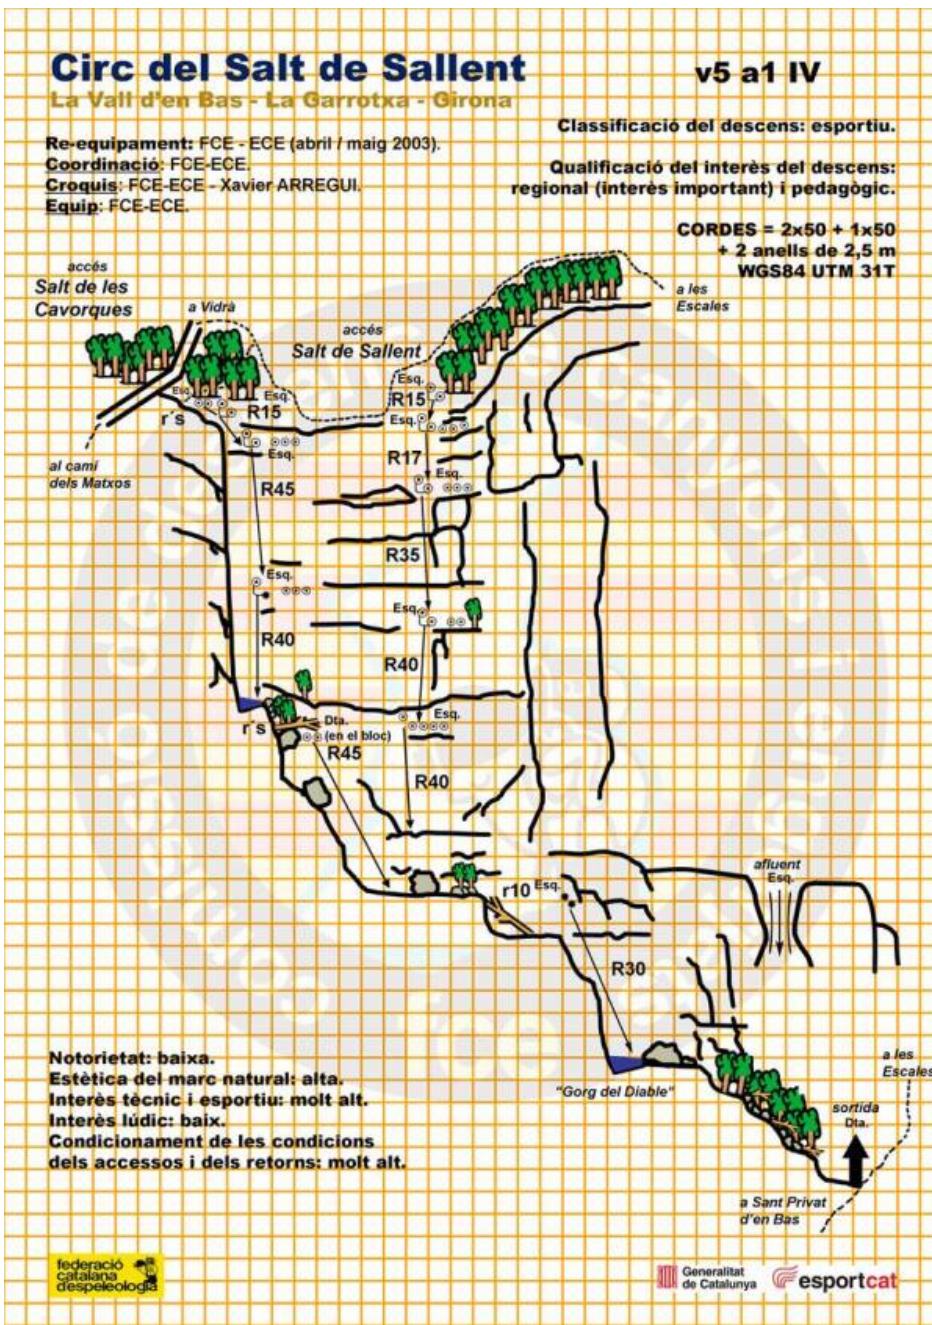 Circ del Salt de Sallent
v5 a1 IV
La Vall d'en Bas - La Garrotxa - Girona
Classificació del descens: esportiu.
Re-equipament: FCE - ECE (abril / maig 2003).
Coordinació: FCE-ECE.
Croquis: FCE-ECE - Xavier ARREGUI.
Equip: FCE-ECE.
Qualificació del interès del descens:
regional (interès important) i pedagògic.
CORDES = 2x50 + 1x50
+ 2 anells de 2,5 m
WGS84 UTM 31T
accés
Salt de les
Cavorques
a Vidrà
accés
Salt de Sallent
a les
Escales
Esq.
r´s
Esq.
R15
Esq.
R15
Esq.
Esq.
al camí
dels Matxos
R45
R17
Esq.
R35
Esq.
R40
Esq.
R40
r´s
Dta.
(en el bloc)
R45
Esq.
R40
r10
Esq.
afluent
Esq.
R30
"Gorg del Diable"
Notorietat: baixa.
Estètica del marc natural: alta.
Interès tècnic i esportiu: molt alt.
Interès lúdic: baix.
Condicionament de les condicions
dels accessos i dels retorns: molt alt.
a les
Escales
sortida
Dta.
a Sant Privat
d'en Bas
federació
catalana
d'espeleologia
Generalitat
de Catalunya
esportcat